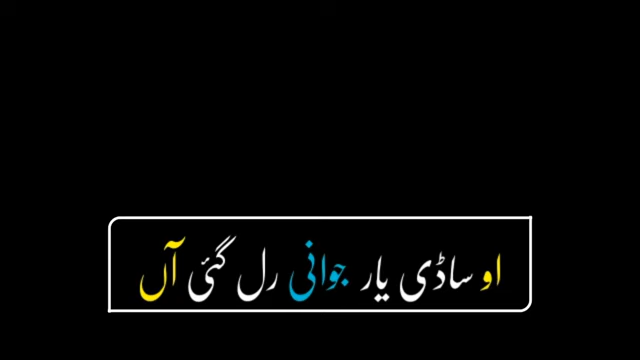 او ساڈی یار جوانی رل گئی آں